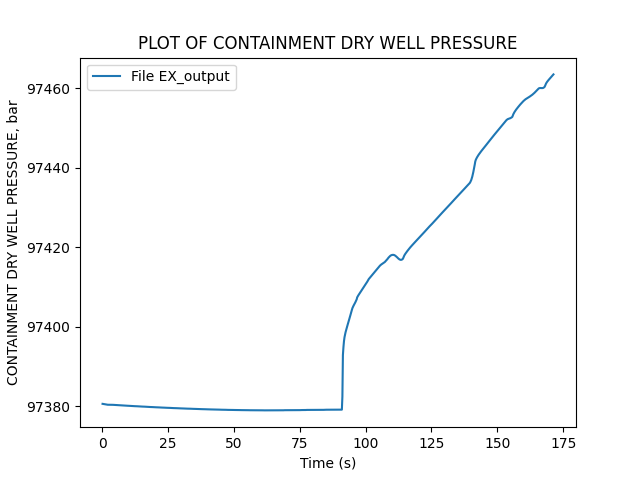 PLOT OF CONTAINMENT DRY WELL PRESSURE
File EX_output
CONTAINMENT DRY WELL PRESSURE, bar
97460
97440
97420
97400
97380
0 25 50 75 100 125 150 175
Time (s)